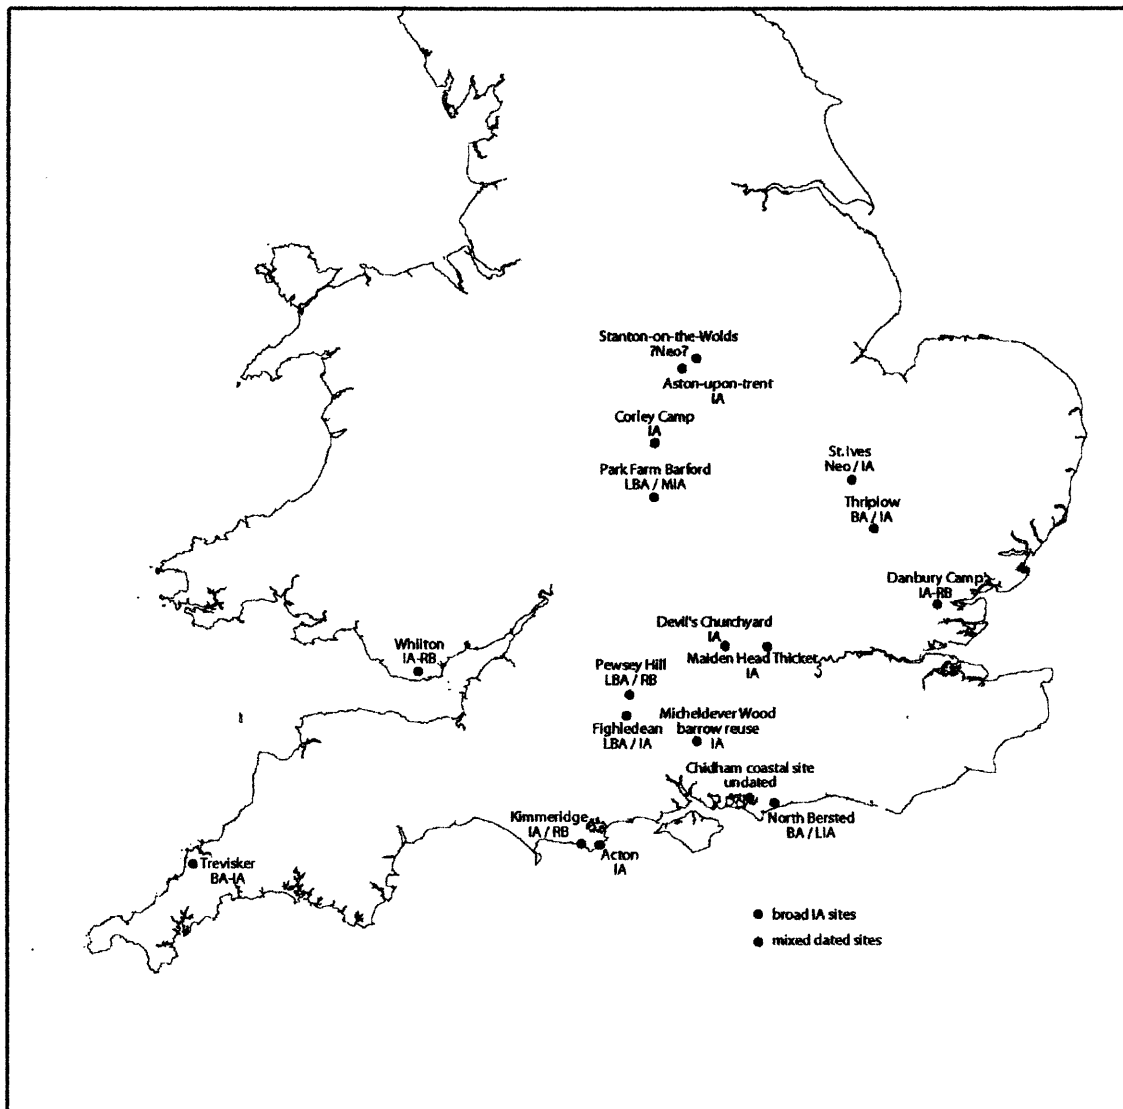 Stanton-on-the-Wolds
?Neo?
Aston-upon-trent
IA
Corley Camp
IA
Park Farm Barford
LBA / MIA
St. Ives
Neo / IA
Thriplow
BA / IA
Danbury Camp
IA-RB
Devil's Churchyard
IA
Maiden Head Thicket
IA
Whilton
IA-RB
Pewsey Hill
LBA / RB
Fighledean
LBA / IA
Micheldever Wood
barrow reuse
IA
Chidham coastal site
undated
North Bersted
BA / LIA
Kimmeridge
IA / RB
Acton
IA
Trevisker
BA-IA
broad IA sites
mixed dated sites